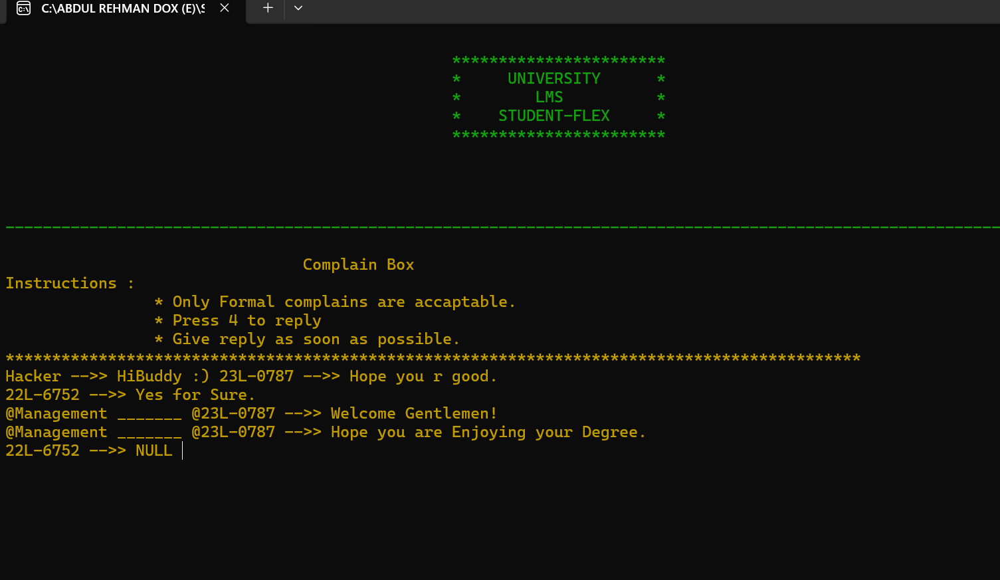 C:\ABDUL REHMAN DOX (E)\S
***********************
* UNIVERSITY *
* LMS *
* STUDENT-FLEX *
***********************
-----------------------------------------------------------------------------------------------------------
Complain Box
Instructions :
* Only Formal complains are accaptable.
* Press 4 to reply
* Give reply as soon as possible.
********************************************************************************************
Hacker -->> HiBuddy :) 23L-0787 -->> Hope you r good.
22L-6752 -->> Yes for Sure.
@Management _______ @23L-0787 -->> Welcome Gentlemen!
@Management _______ @23L-0787 -->> Hope you are Enjoying your Degree.
22L-6752 -->> NULL